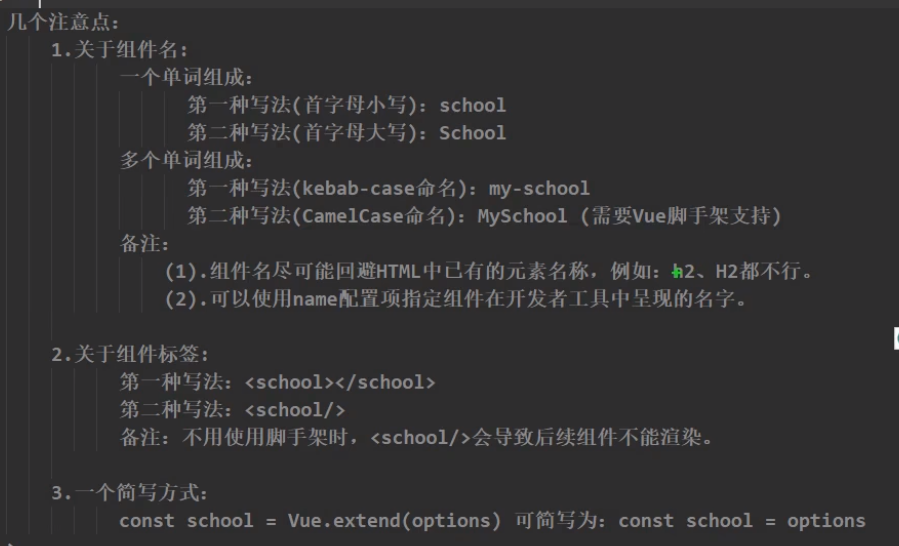 几个注意点：
1.关于组件名：
一个单词组成：
第一种写法(首字母小写)：school
第二种写法(首字母大写)：School
多个单词组成：
第一种写法(kebab-case命名)：my-school
第二种写法(CamelCase命名)：MySchool (需要Vue脚手架支持)
备注：
(1).组件名尽可能回避HTML中已有的元素名称，例如：h2、H2都不行。
(2).可以使用name配置项指定组件在开发者工具中呈现的名字。
2.关于组件标签：
第一种写法：<school></school>
第二种写法：<school/>
备注：不用使用脚手架时，<school/>会导致后续组件不能渲染。
3.一个简写方式：
const school = Vue.extend(options) 可简写为：const school = options